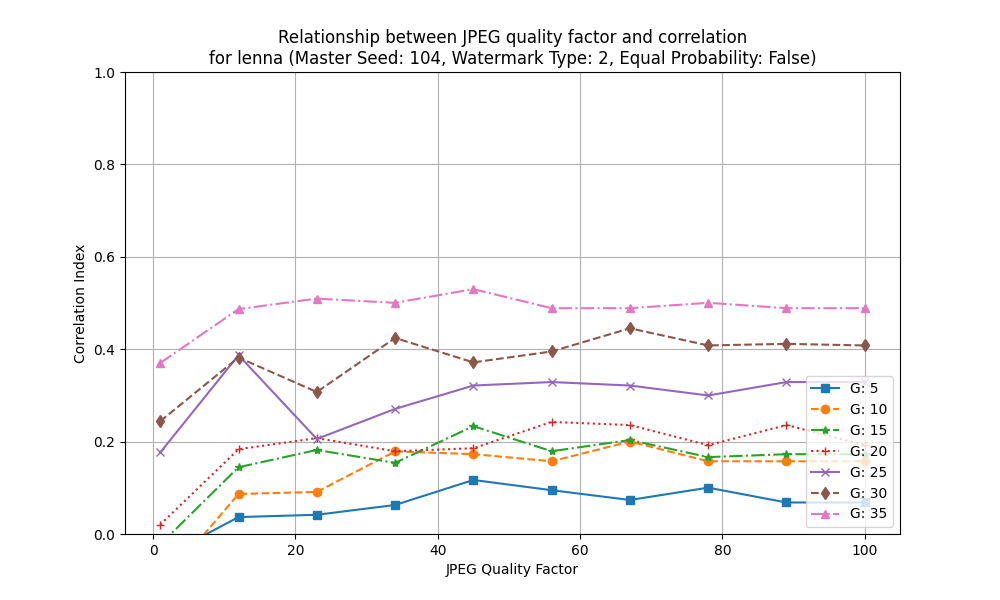 Relationship between JPEG quality factor and correlation
for lenna (Master Seed: 104, Watermark Type: 2, Equal Probability: False)
1.0
0.8
0.6
0.4
0.2
0.0
Correlation Index
G: 5
G: 10
G: 15
G: 20
G: 25
G: 30
G: 35
0 20 40 60 80 100
JPEG Quality Factor